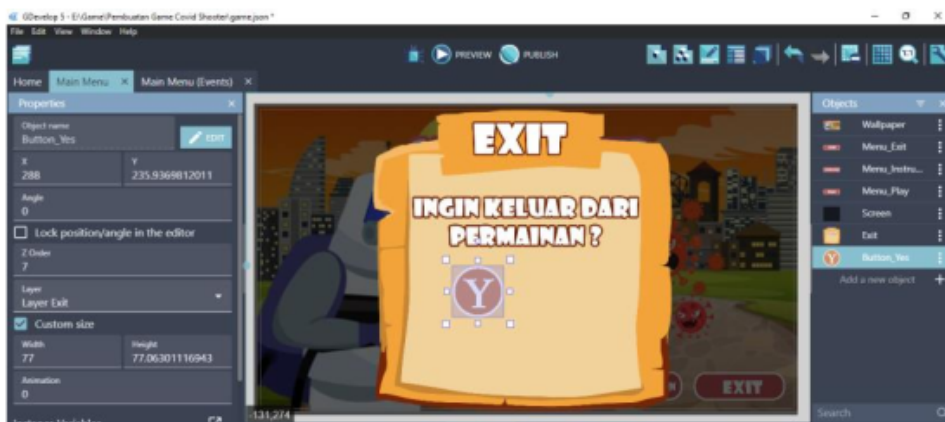 GDevelop 5 - E:\Game\Pembuatan Game Covid Shooter\game.json *
File Edit View Window Help
PREVIEW PUBLISH
Home Main Menu × Main Menu (Events) ×
Properties ×
Object name
Button_Yes
EDIT
X Y
288 235.9369812011
Angle
0
Lock position/angle in the editor
Z Order
7
Layer
Layer Exit
Custom size
Width Height
77 77.06301116943
Animation
0
Instance Variables
EXIT
INGIN KELUAR DARI
PERMAINAN ?
Y
EXIT
-131,274
Objects
Wallpaper
Menu_Exit
Menu_Instru...
Menu_Play
Screen
Exit
Button_Yes
Add a new object +
Search